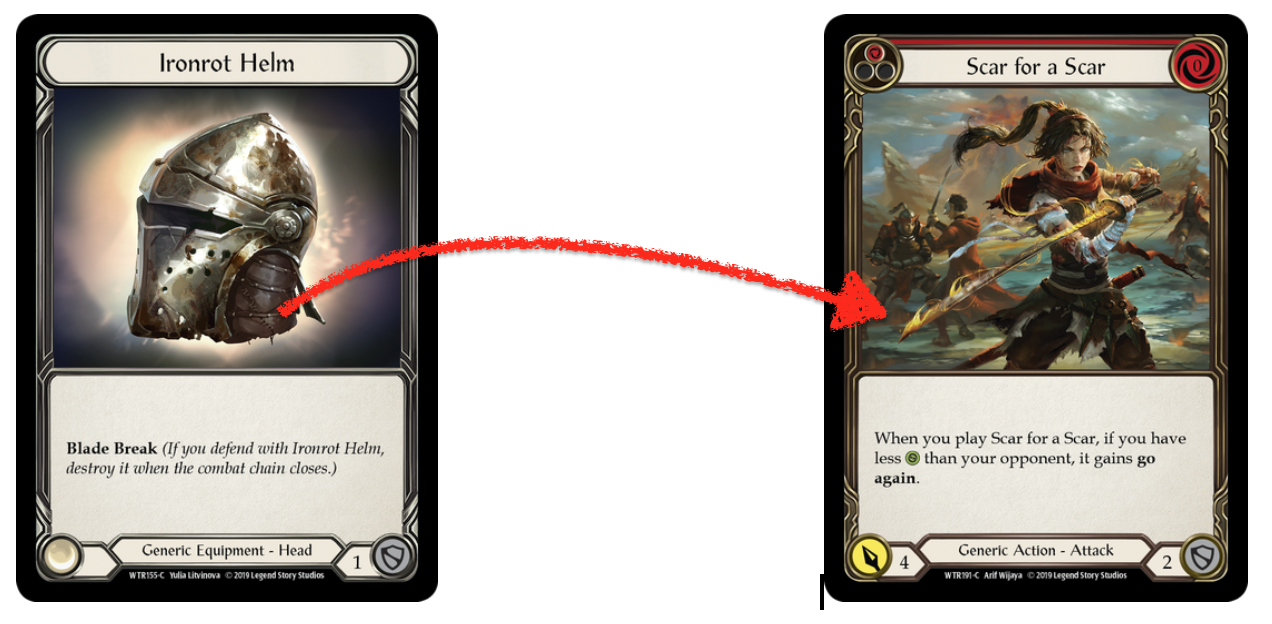 Ironrot Helm
Blade Break (If you defend with Ironrot Helm,
destroy it when the combat chain closes.)
Generic Equipment - Head
1
WTR155-C Yulia Litvinova © 2019 Legend Story Studios
0
Scar for a Scar
When you play Scar for a Scar, if you have
less than your opponent, it gains go
again.
4
Generic Action - Attack
2
WTR191-C Arif Wijaya © 2019 Legend Story Studios